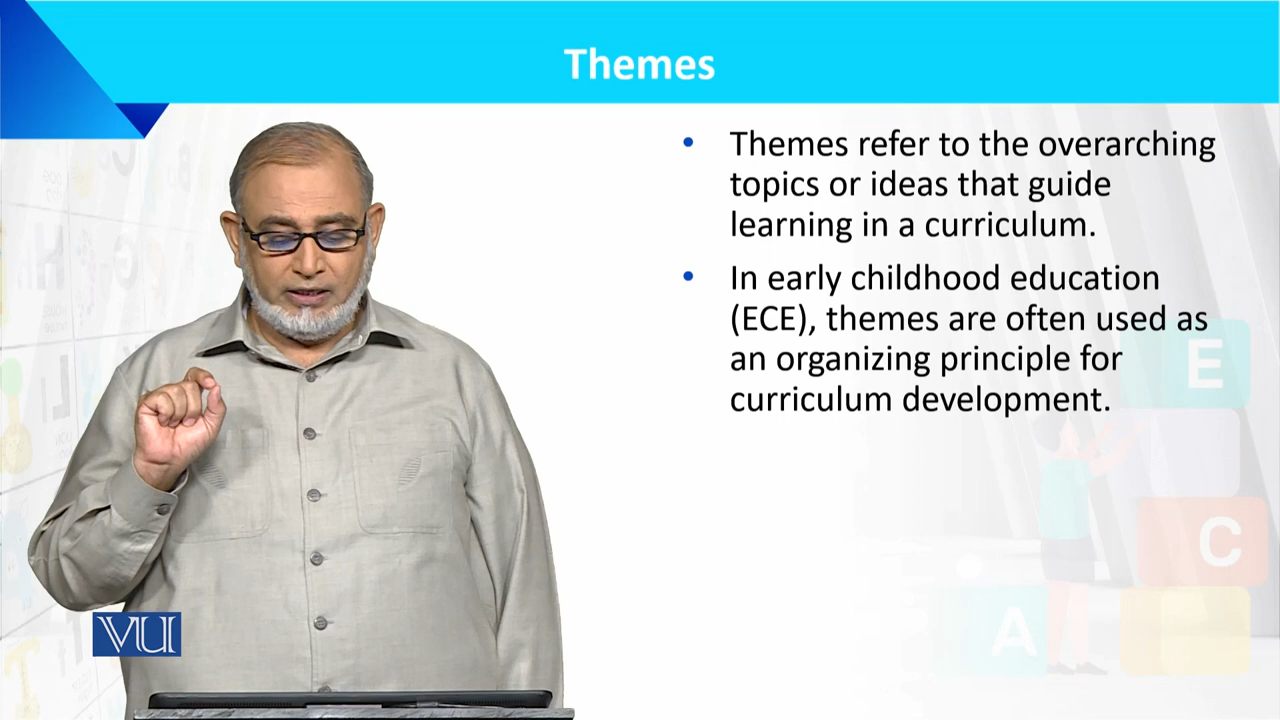 Themes
• Themes refer to the overarching
topics or ideas that guide
learning in a curriculum.
• In early childhood education
(ECE), themes are often used as
an organizing principle for
curriculum development.
E
C
A
VU